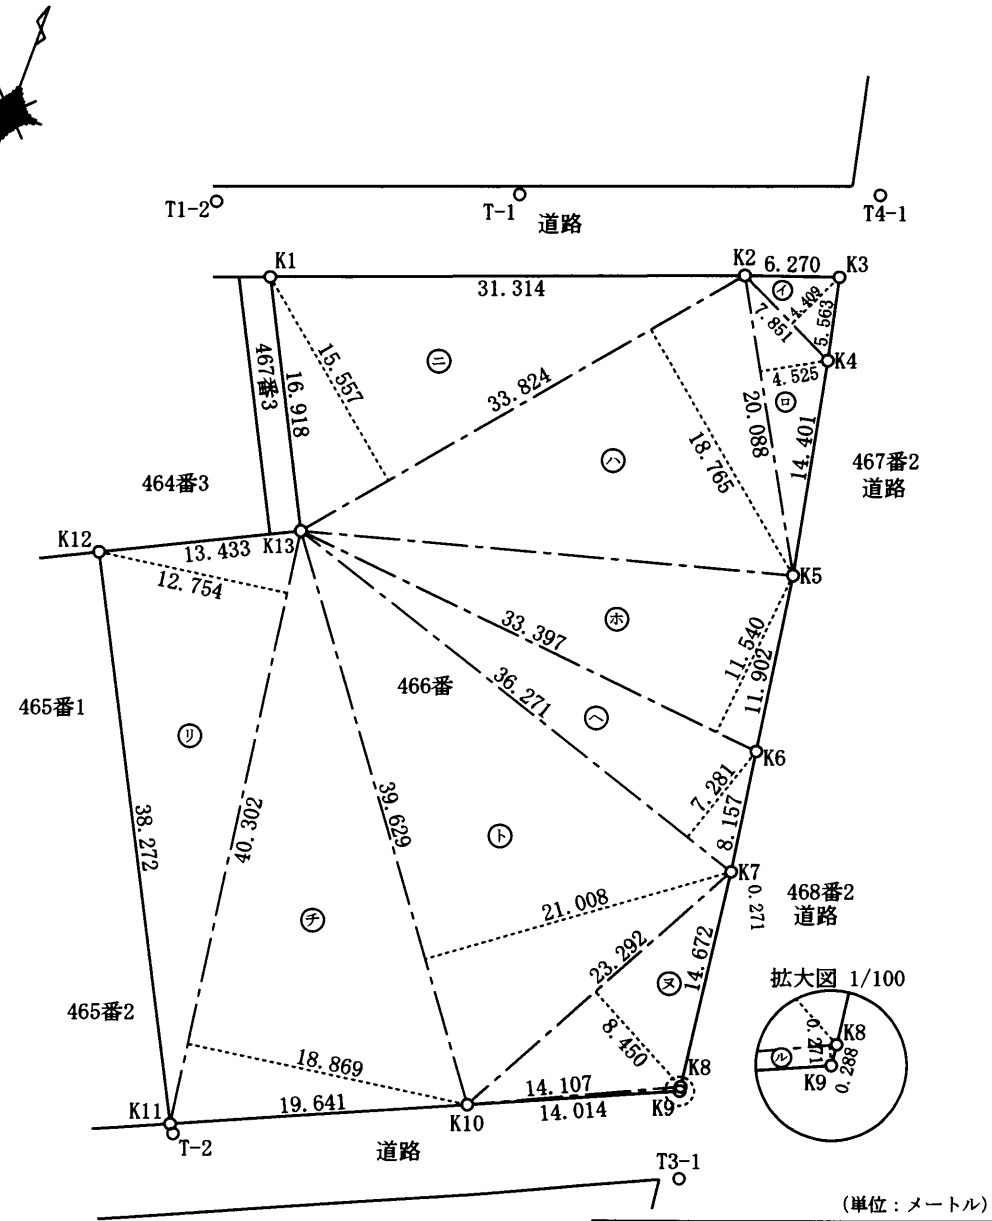 T1-2
T-1
道路
T4-1
K1
K2
6.270
K3
31.314
イ
4.409
7.851
5.563
K4
4.525
ロ
467番3
16.918
15.557
ニ
33.824
20.088
14.401
467番2
道路
ハ
18.765
464番3
K12
13.433
K13
12.754
K5
ホ
33.397
11.540
11.902
466番
36.271
465番1
ヘ
リ
K6
7.281
8.157
38.272
40.302
39.629
ト
K7
0.271
468番2
道路
21.008
チ
23.292
14.672
ヌ
拡大図 1/100
465番2
8.450
0.271
K8
ル
K9
0.288
18.869
K8
14.107
K11
19.641
14.014
K9
K10
T-2
道路
T3-1
(単位:メートル)